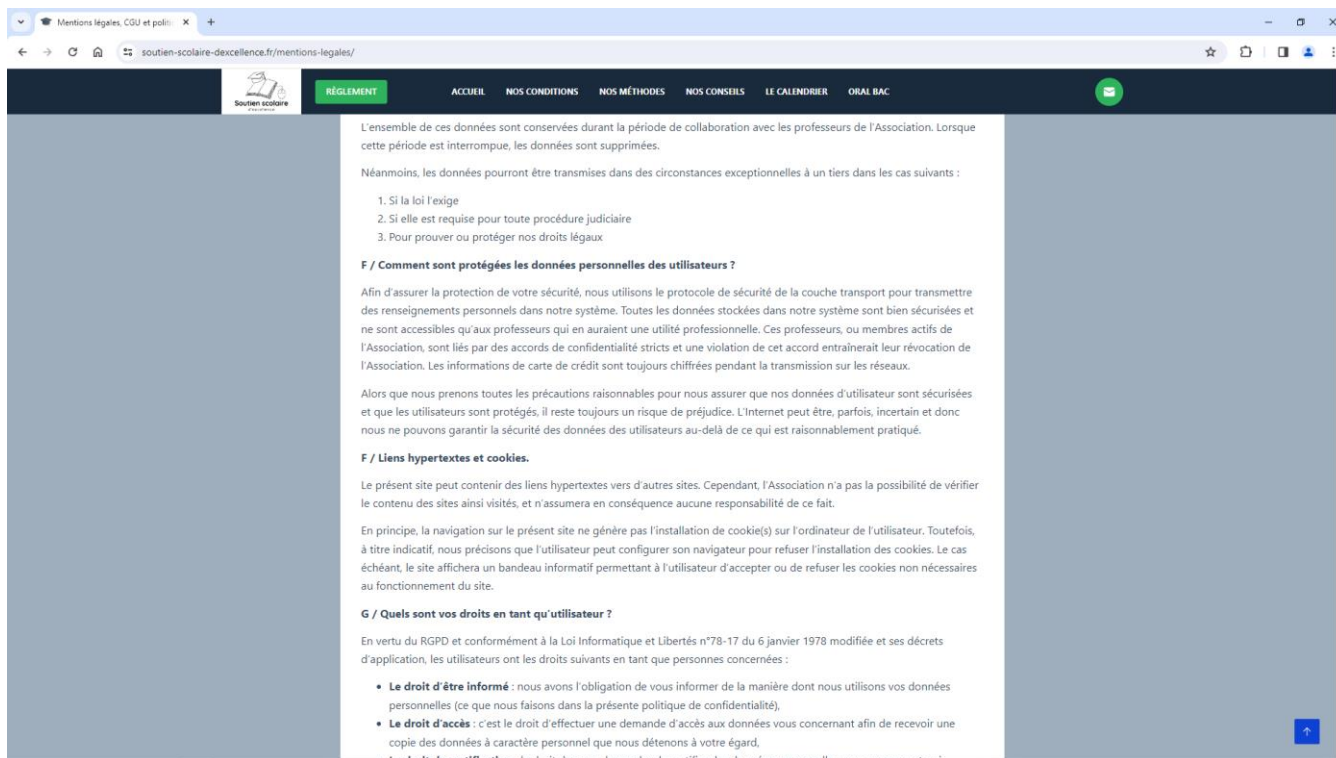 Mentions légales, CGU et politi
soutien-scolaire-dexcellence.fr/mentions-legales/
Soutien scolaire
RÈGLEMENT
ACCUEIL NOS CONDITIONS NOS MÉTHODES NOS CONSEILS LE CALENDRIER ORAL BAC
L'ensemble de ces données sont conservées durant la période de collaboration avec les professeurs de l'Association. Lorsque
cette période est interrompue, les données sont supprimées.
Néanmoins, les données pourront être transmises dans des circonstances exceptionnelles à un tiers dans les cas suivants :
1. Si la loi l'exige
2. Si elle est requise pour toute procédure judiciaire
3. Pour prouver ou protéger nos droits légaux
F / Comment sont protégées les données personnelles des utilisateurs ?
Afin d'assurer la protection de votre sécurité, nous utilisons le protocole de sécurité de la couche transport pour transmettre
des renseignements personnels dans notre système. Toutes les données stockées dans notre système sont bien sécurisées et
ne sont accessibles qu'aux professeurs qui en auraient une utilité professionnelle. Ces professeurs, ou membres actifs de
l'Association, sont liés par des accords de confidentialité stricts et une violation de cet accord entraînerait leur révocation de
l'Association. Les informations de carte de crédit sont toujours chiffrées pendant la transmission sur les réseaux.
Alors que nous prenons toutes les précautions raisonnables pour nous assurer que nos données d'utilisateur sont sécurisées
et que les utilisateurs sont protégés, il reste toujours un risque de préjudice. L'Internet peut être, parfois, incertain et donc
nous ne pouvons garantir la sécurité des données des utilisateurs au-delà de ce qui est raisonnablement pratiqué.
F / Liens hypertextes et cookies.
Le présent site peut contenir des liens hypertextes vers d'autres sites. Cependant, l'Association n'a pas la possibilité de vérifier
le contenu des sites ainsi visités, et n'assumera en conséquence aucune responsabilité de ce fait.
En principe, la navigation sur le présent site ne génère pas l'installation de cookie(s) sur l'ordinateur de l'utilisateur. Toutefois,
à titre indicatif, nous précisons que l'utilisateur peut configurer son navigateur pour refuser l'installation des cookies. Le cas
échéant, le site affichera un bandeau informatif permettant à l'utilisateur d'accepter ou de refuser les cookies non nécessaires
au fonctionnement du site.
G / Quels sont vos droits en tant qu'utilisateur ?
En vertu du RGPD et conformément à la Loi Informatique et Libertés n°78-17 du 6 janvier 1978 modifiée et ses décrets
d'application, les utilisateurs ont les droits suivants en tant que personnes concernées :
• Le droit d'être informé : nous avons l'obligation de vous informer de la manière dont nous utilisons vos données
personnelles (ce que nous faisons dans la présente politique de confidentialité),
• Le droit d'accès : c'est le droit d'effectuer une demande d'accès aux données vous concernant afin de recevoir une
copie des données à caractère personnel que nous détenons à votre égard,